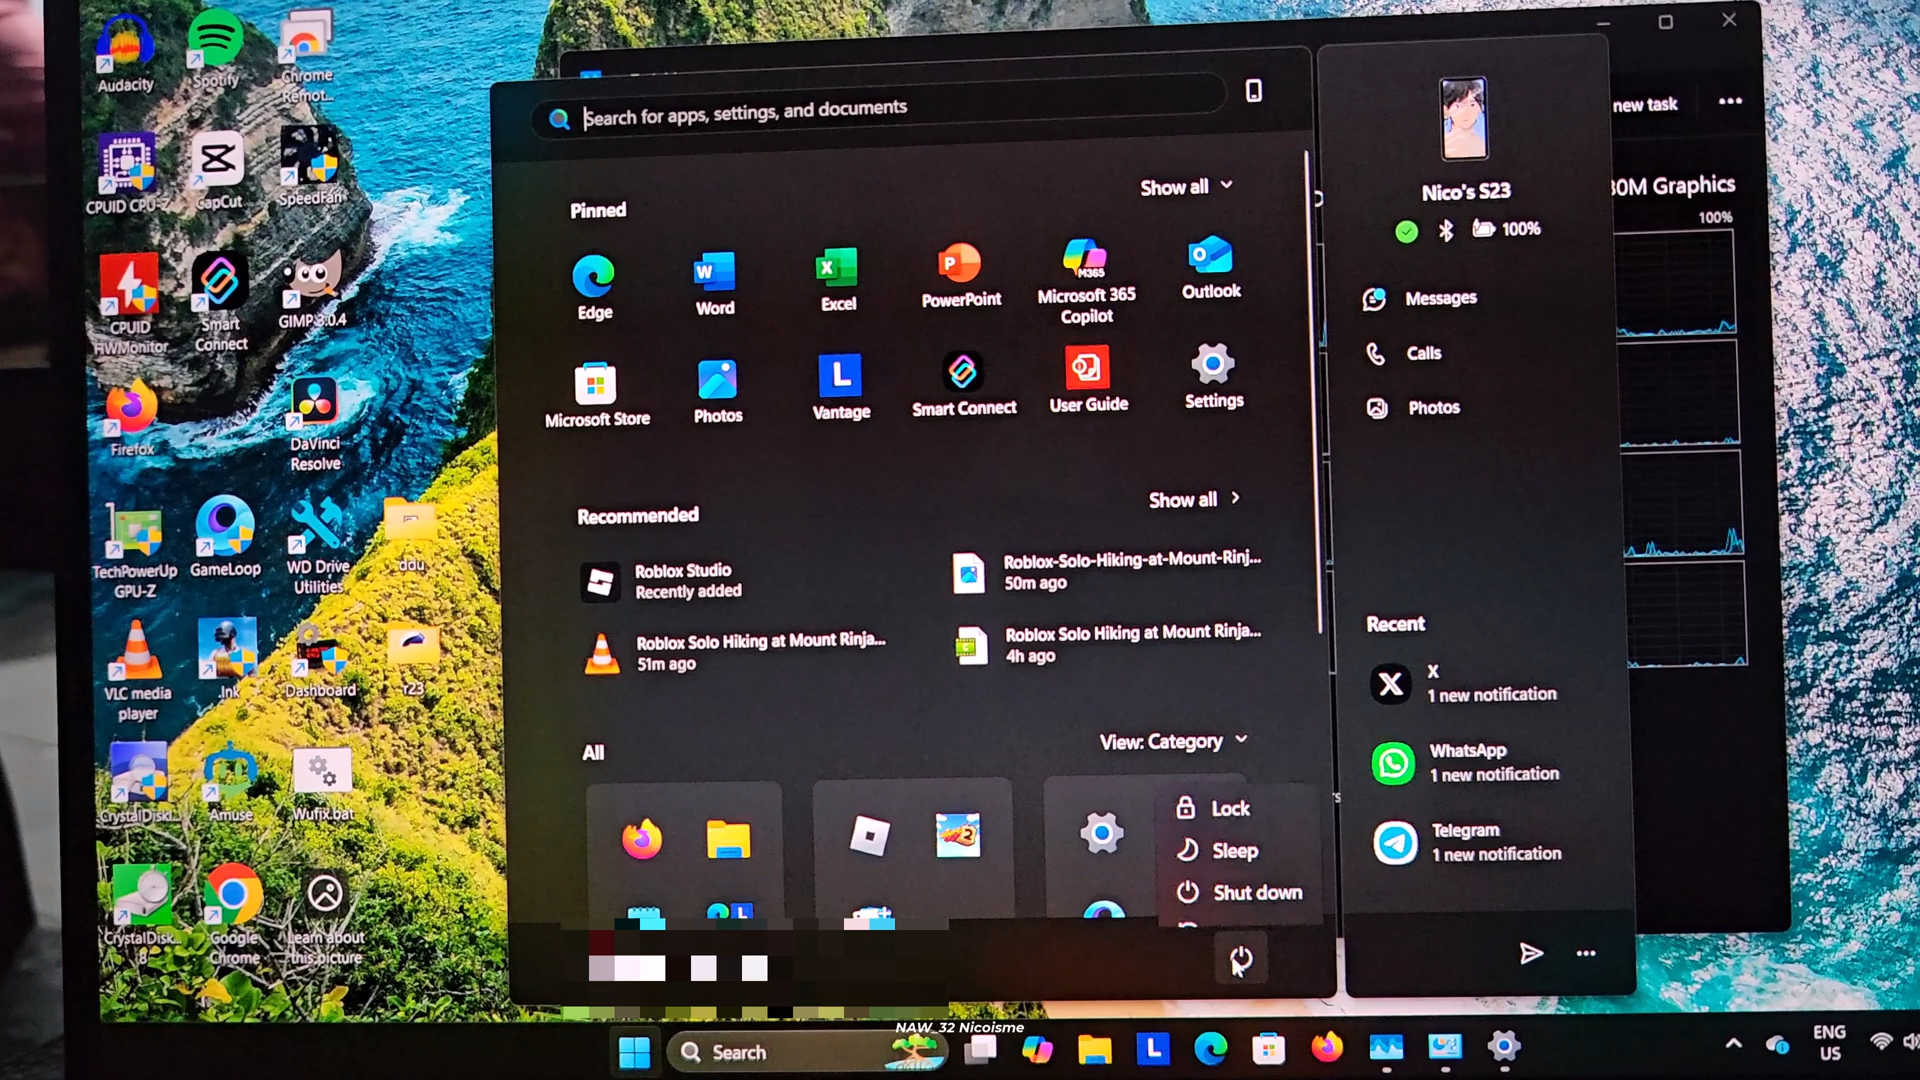 Audacity
Spotify
Chrome
Remot...
CPUID CPU-Z
CapCut
SpeedFan
CPUID
HWMonitor
Smart
Connect
GIMP 3.0.4
Firefox
DaVinci
Resolve
TechPowerUp
GPU-Z
GameLoop
WD Drive
Utilities
ddu
VLC media
player
.lnk
Dashboard
r23
CrystalDiskI...
Amuse
Wufix.bat
CrystalDisk...
8
Google
Chrome
Learn about
this picture
Search for apps, settings, and documents
Pinned
Show all
Edge
Word
Excel
PowerPoint
M365
Microsoft 365
Copilot
Outlook
Microsoft Store
Photos
L
Vantage
Smart Connect
User Guide
Settings
Recommended
Show all
Roblox Studio
Recently added
Roblox-Solo-Hiking-at-Mount-Rinj...
50m ago
Roblox Solo Hiking at Mount Rinja...
51m ago
Roblox Solo Hiking at Mount Rinja...
4h ago
All
View: Category
Lock
Sleep
Shut down
Nico's S23
100%
Messages
Calls
Photos
Recent
X
1 new notification
WhatsApp
1 new notification
Telegram
1 new notification
new task
30M Graphics
100%
NAW_32 Nicoisme
Search
L
ENG
US